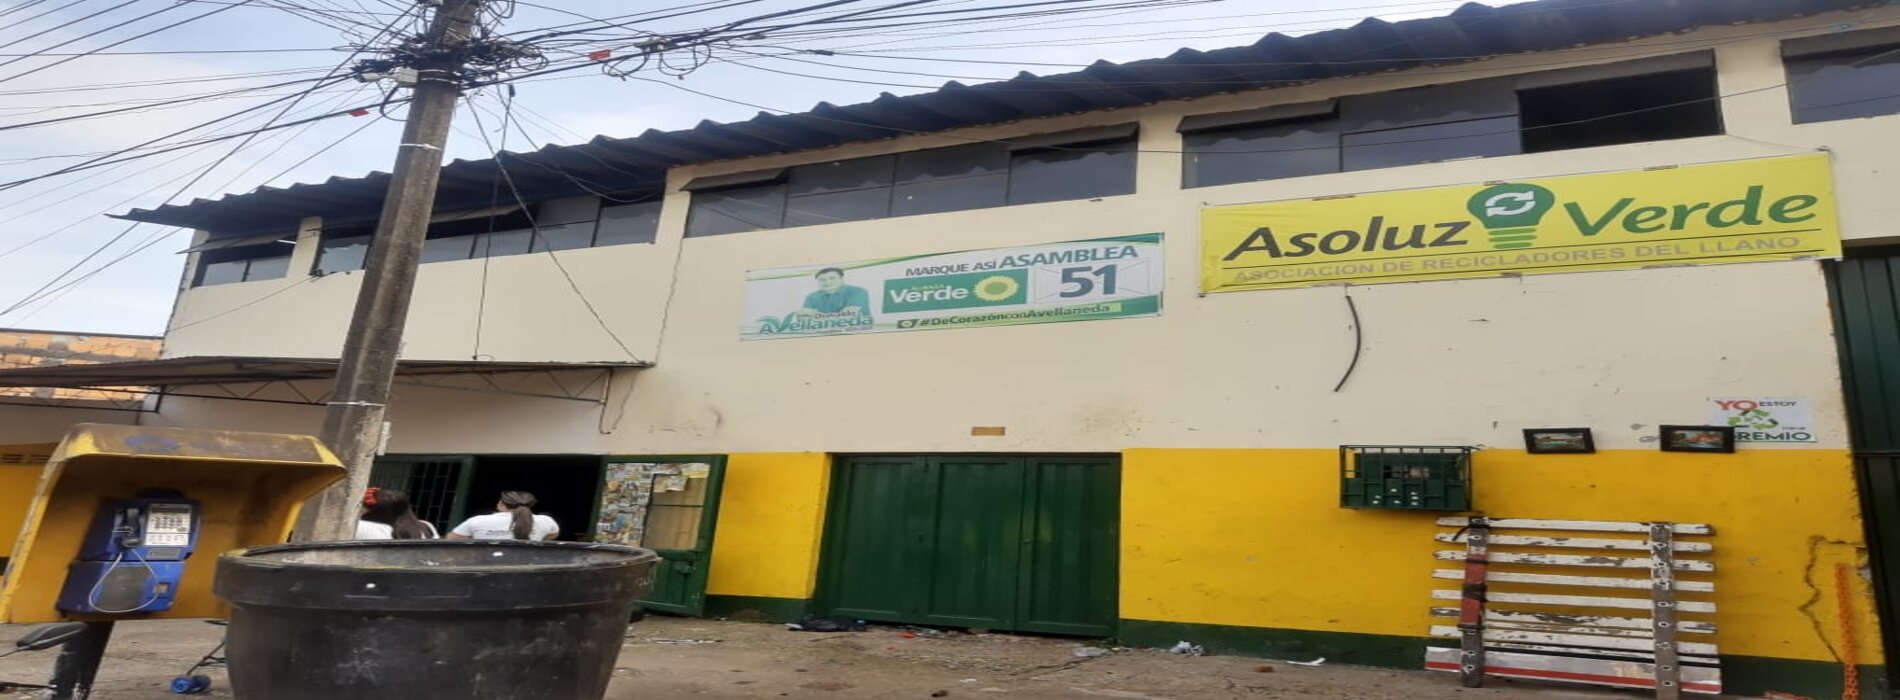 MARQUE ASÍ ASAMBLEA
Verde
51
Avellaneda
#DeCorazónconAvellaneda
Asoluz Verde
ASOCIACIÓN DE RECICLADORES DEL LLANO
YO ESTOY
GREMIO